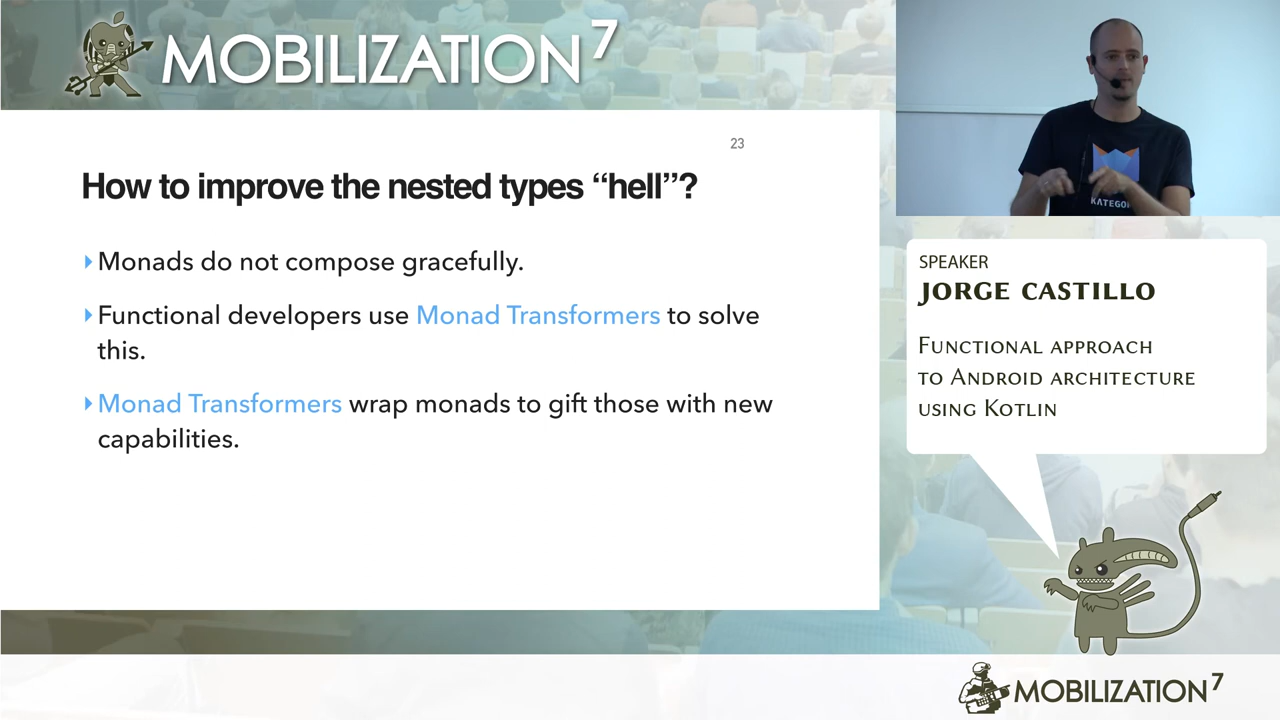 MOBILIZATION 7
23
How to improve the nested types “hell”?
Monads do not compose gracefully.
Functional developers use Monad Transformers to solve
this.
Monad Transformers wrap monads to gift those with new
capabilities.
KATEGOR
SPEAKER
JORGE CASTILLO
FUNCTIONAL APPROACH
TO ANDROID ARCHITECTURE
USING KOTLIN
MOBILIZATION 7